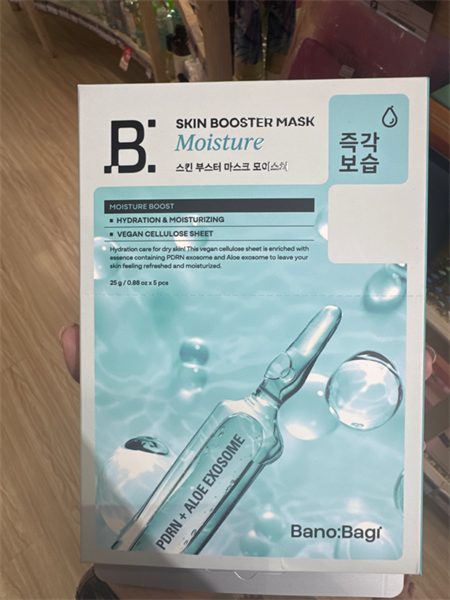 B:
SKIN BOOSTER MASK
Moisture
스킨 부스터 마스크 모이스처
즉각
보습
MOISTURE BOOST
▪ HYDRATION & MOISTURIZING
▪ VEGAN CELLULOSE SHEET
▪ Hydration care for dry skin! This vegan cellulose sheet is enriched with
essence containing PDRN exosome and Aloe exosome to leave your
skin feeling refreshed and moisturized.
25 g / 0.88 oz x 5 pcs
PDRN + ALOE EXOSOME
Bano:Bagi